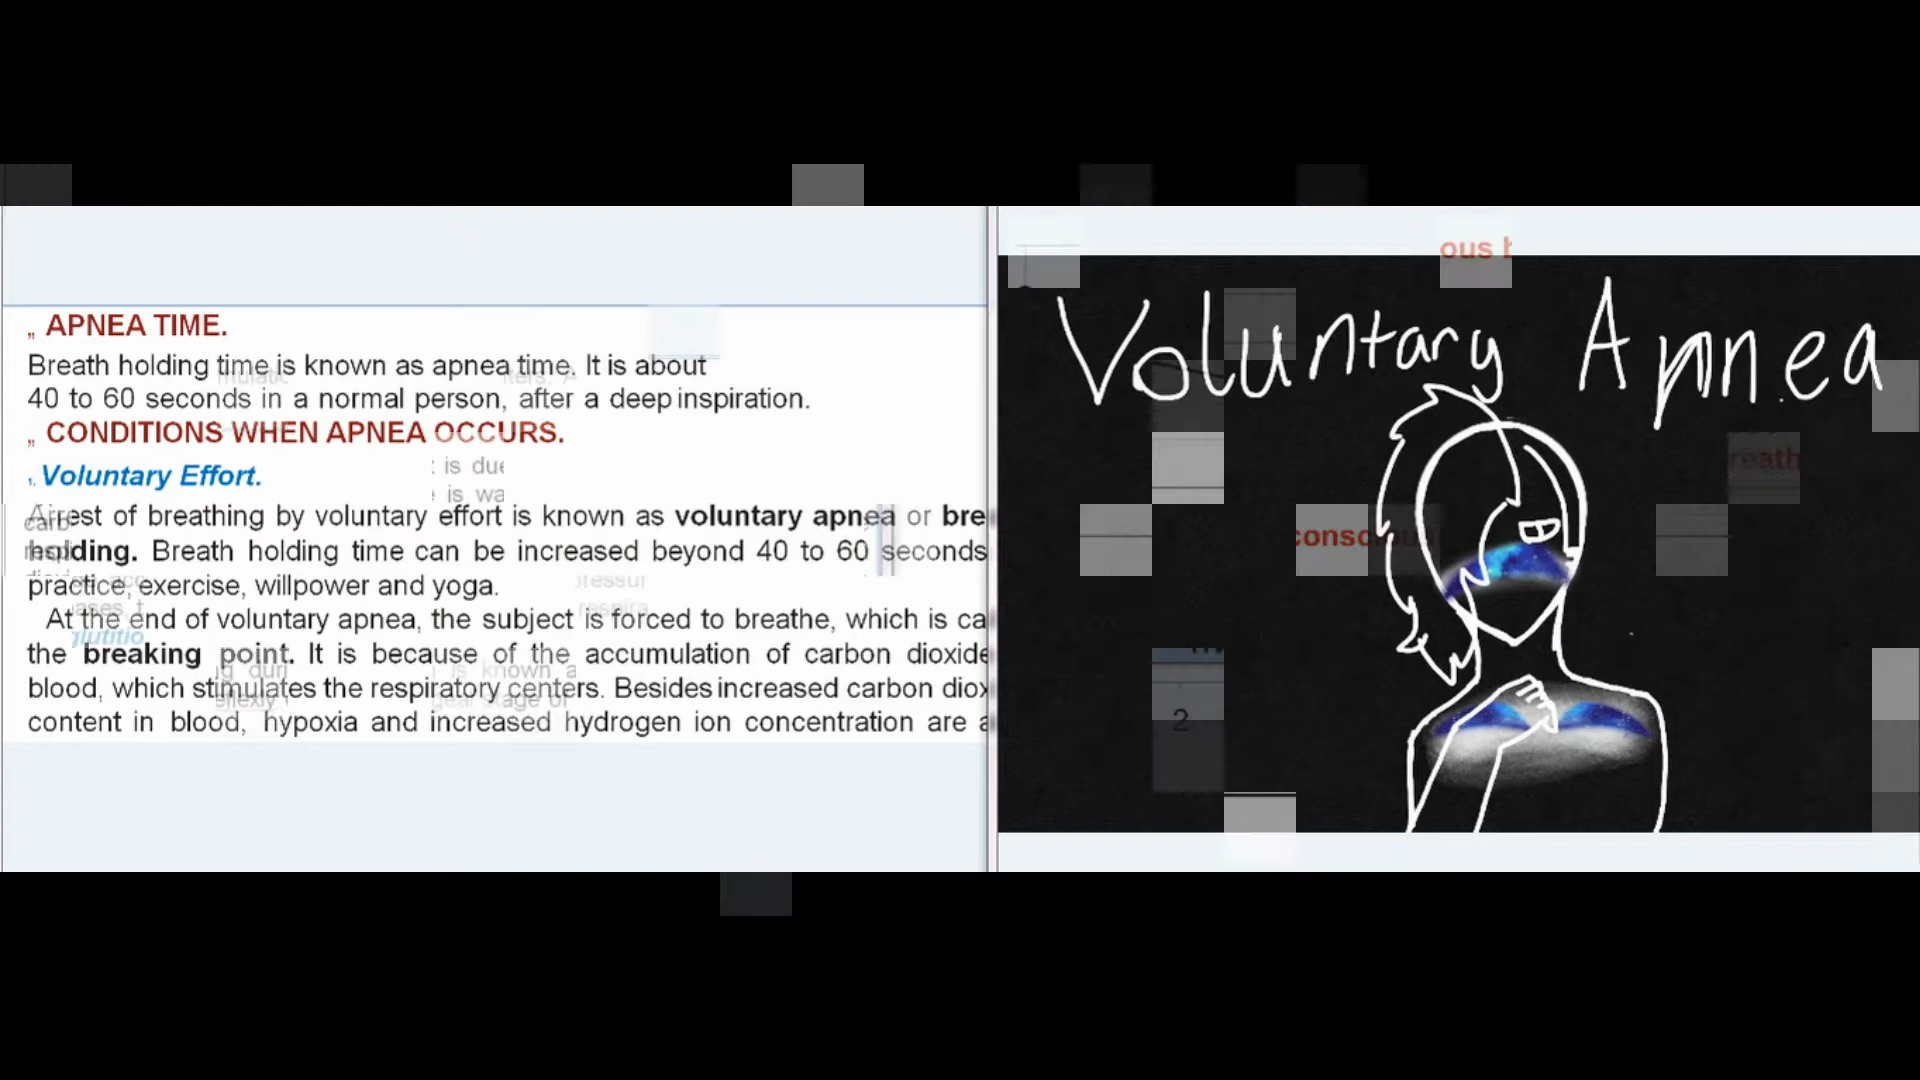 „ APNEA TIME.
Breath holding time is known as apnea time. It is about
40 to 60 seconds in a normal person, after a deep inspiration.
„ CONDITIONS WHEN APNEA OCCURS.
1. Voluntary Effort.
Arrest of breathing by voluntary effort is known as voluntary apnea or bre
holding. Breath holding time can be increased beyond 40 to 60 seconds
practice, exercise, willpower and yoga.
At the end of voluntary apnea, the subject is forced to breathe, which is ca
the breaking point. It is because of the accumulation of carbon dioxide
blood, which stimulates the respiratory centers. Besides increased carbon diox
content in blood, hypoxia and increased hydrogen ion concentration are a
Voluntary Apnea
ous
reath
conscious
2